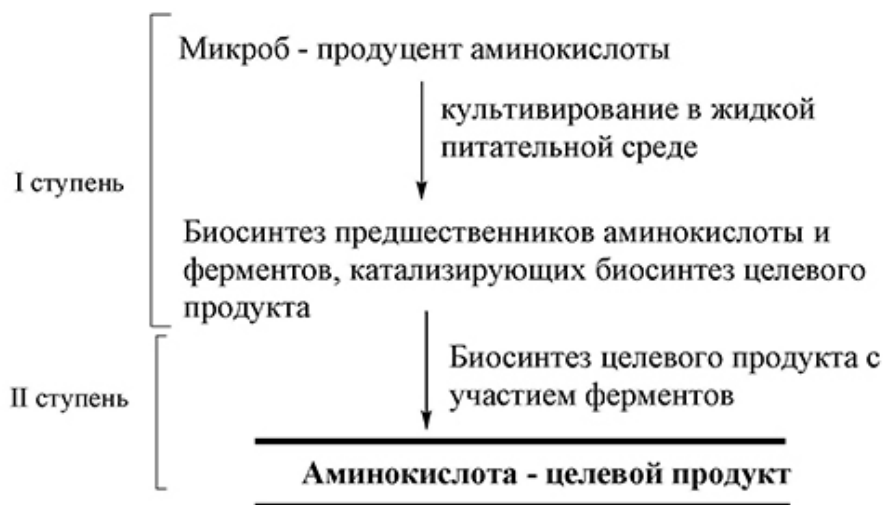 Микроб - продуцент аминокислоты
культивирование в жидкой
питательной среде
I ступень
Биосинтез предшественников аминокислоты и
ферментов, катализирующих биосинтез целевого
продукта
Биосинтез целевого продукта с
участием ферментов
II ступень
Аминокислота - целевой продукт